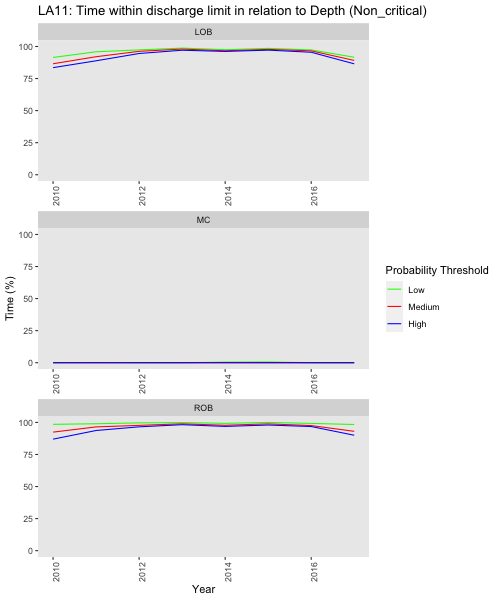 LA11: Time within discharge limit in relation to Depth (Non_critical)
LOB
100
75
50
25
0
2010
2012
2014
2016
MC
100
75
50
25
0
2010
2012
2014
2016
ROB
100
75
50
25
0
2010
2012
2014
2016
Time (%)
Year
Probability Threshold
Low
Medium
High